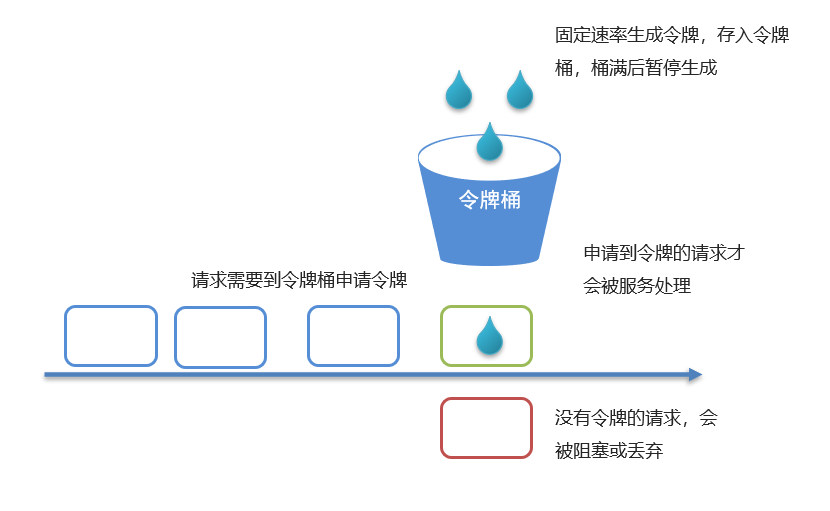 固定速率生成令牌，存入令牌
桶，桶满后暂停生成
令牌桶
申请到令牌的请求才
会被服务处理
请求需要到令牌桶申请令牌
没有令牌的请求，会
被阻塞或丢弃